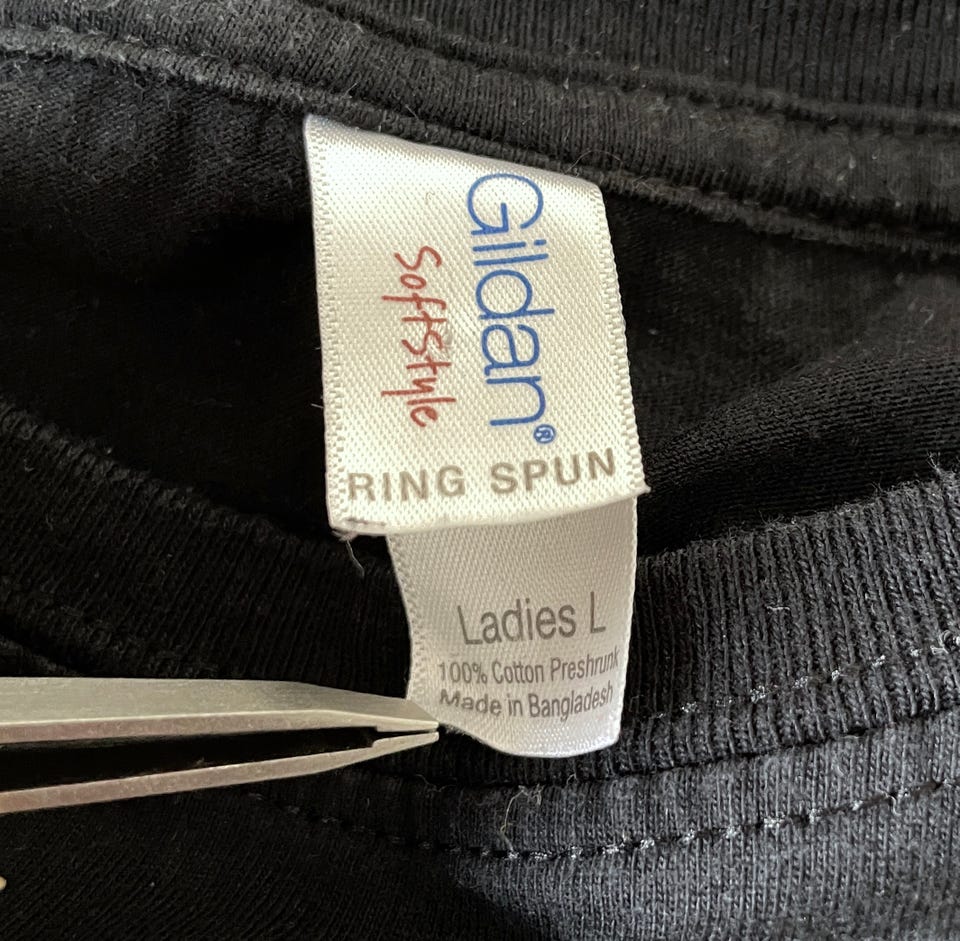 Gildan®
Softstyle
RING SPUN
Ladies L
100% Cotton Preshrunk
Made in Bangladesh